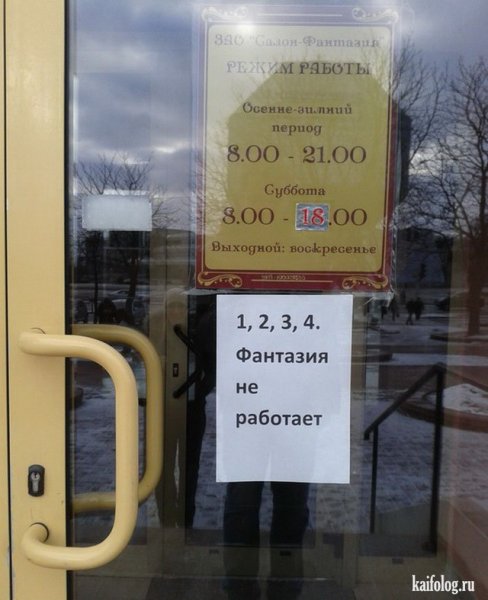 ЗАО "Салон-Фантазия"
РЕЖИМ РАБОТЫ
Осенне-зимний
период
8.00 - 21.00
Суббота
8.00 - 18.00
Выходной: воскресенье
1, 2, 3, 4.
Фантазия
не
работает
kaifolog.ru